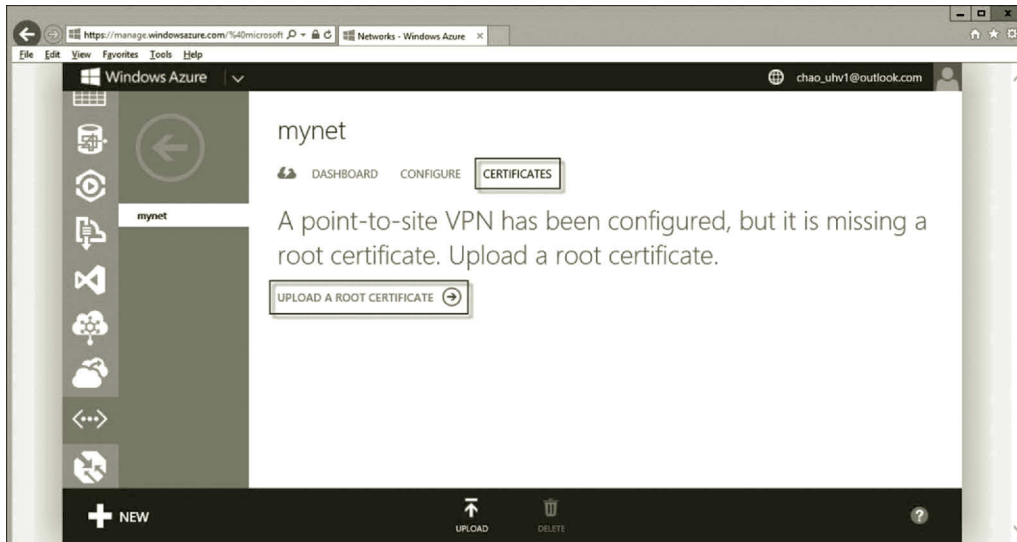 https://manage.windowsazure.com/%40microsoft
Networks - Windows Azure
File Edit View Favorites Tools Help
Windows Azure
chao_uhv1@outlook.com
mynet
DASHBOARD CONFIGURE CERTIFICATES
mynet
A point-to-site VPN has been configured, but it is missing a
root certificate. Upload a root certificate.
UPLOAD A ROOT CERTIFICATE
NEW
UPLOAD
DELETE
?